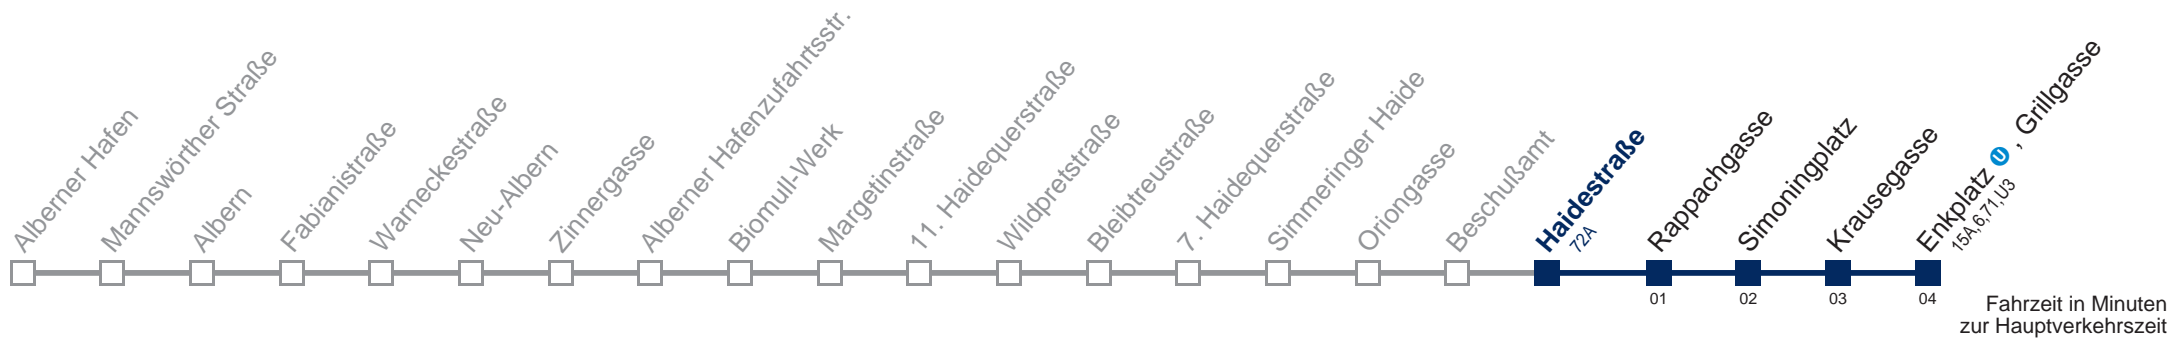 Alberner Hafen
Mannswörther Straße
Albern
Fabianistraße
Warneckestraße
Neu-Albern
Zinnergasse
Alberner Hafenzufahrtsstr.
Biomull-Werk
Margetinstraße
11. Haidequerstraße
Wildpretstraße
Bleibtreustraße
7. Haidequerstraße
Simmeringer Haide
Oriongasse
Beschußamt
Haidestraße
72A
Rappachgasse
Simoningplatz
Krausegasse
Enkplatz U , Grillgasse
15A,6,71,U3
01 02 03 04
Fahrzeit in Minuten
zur Hauptverkehrszeit